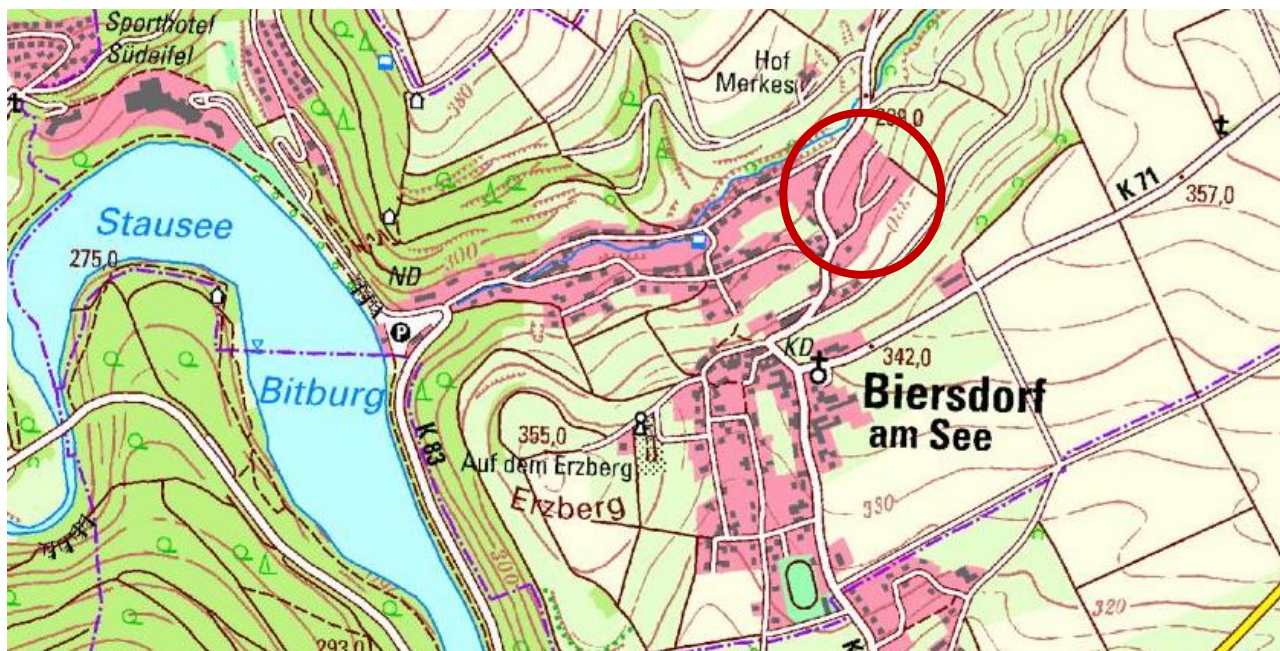 Sporthotel
Südeifel
380
Hof
Merkes
Stausee
275,0
ND
300
K 71
357,0
P
Bitburg
KD
342,0
Biersdorf
am See
K 83
355,0
Auf dem Erzberg
Erzberg
330
300
320
293,0
K